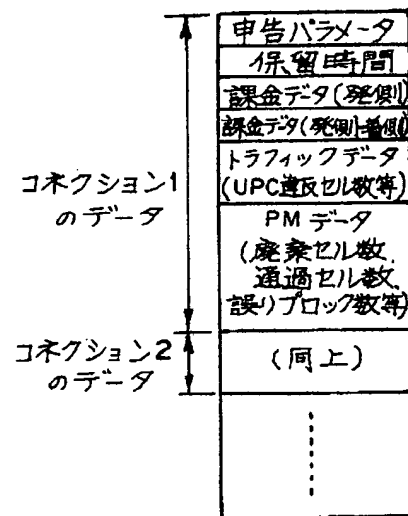 申告パラメータ
保留時間
課金データ(発側)
課金データ(発側-着側)
トラフィックデータ
(UPC違反セル数等)
PMデータ
(廃棄セル数,
通過セル数,
誤りブロック数等)
コネクション1
のデータ
コネクション2
のデータ
(同上)